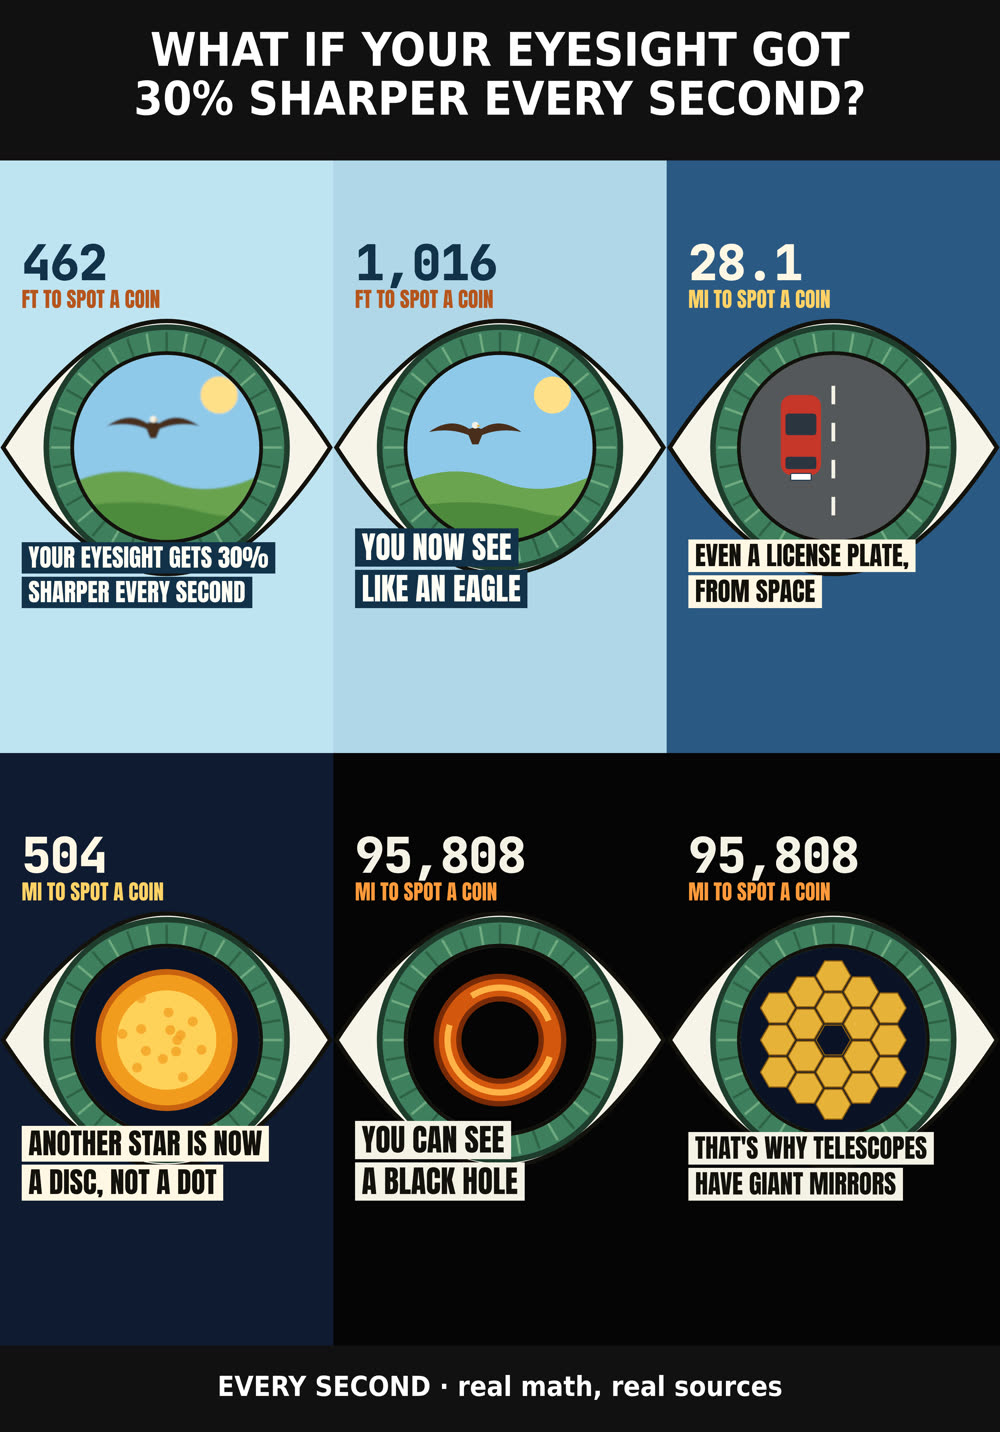 WHAT IF YOUR EYESIGHT GOT
30% SHARPER EVERY SECOND?
462
FT TO SPOT A COIN
YOUR EYESIGHT GETS 30%
SHARPER EVERY SECOND
1,016
FT TO SPOT A COIN
YOU NOW SEE
LIKE AN EAGLE
28.1
MI TO SPOT A COIN
EVEN A LICENSE PLATE,
FROM SPACE
504
MI TO SPOT A COIN
ANOTHER STAR IS NOW
A DISC, NOT A DOT
95,808
MI TO SPOT A COIN
YOU CAN SEE
A BLACK HOLE
95,808
MI TO SPOT A COIN
THAT'S WHY TELESCOPES
HAVE GIANT MIRRORS
EVERY SECOND · real math, real sources